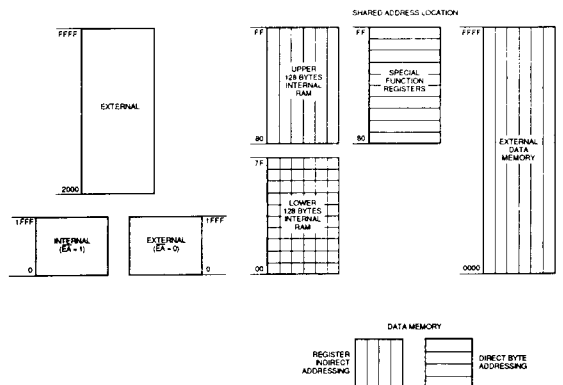 SHARED ADDRESS LOCATION
FFFF
EXTERNAL
2000
1FFF
INTERNAL
(EA = 1)
0
1FFF
EXTERNAL
(EA = 0)
0
FF
UPPER
128 BYTES
INTERNAL
RAM
80
7F
LOWER
128 BYTES
INTERNAL
RAM
00
FF
SPECIAL
FUNCTION
REGISTERS
80
FFFF
EXTERNAL
DATA
MEMORY
0000
DATA MEMORY
REGISTER
INDIRECT
ADDRESSING
DIRECT BYTE
ADDRESSING